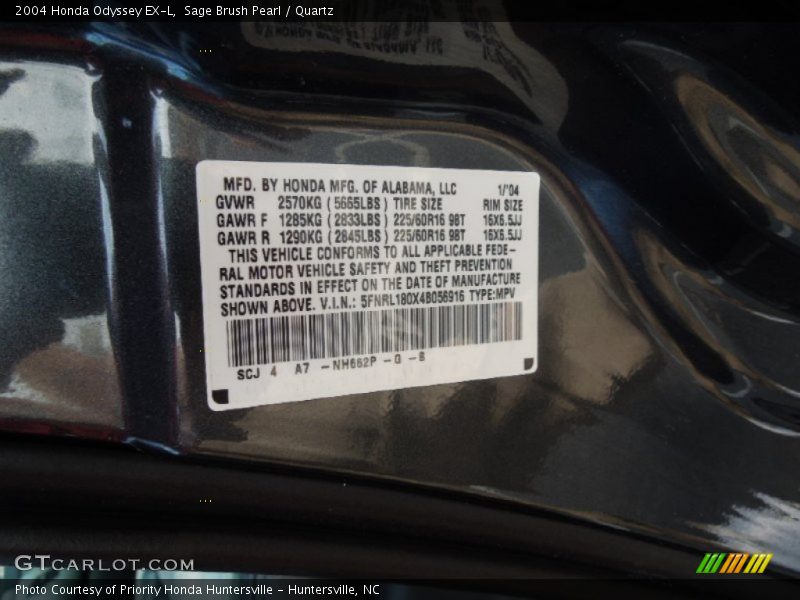 2004 Honda Odyssey EX-L, Sage Brush Pearl / Quartz
MFD. BY HONDA MFG. OF ALABAMA, LLC 1/'04
GVWR 2570KG (5665LBS) TIRE SIZE RIM SIZE
GAWR F 1285KG (2833LBS) 225/60R16 98T 16X6.5JJ
GAWR R 1290KG (2845LBS) 225/60R16 98T 16X6.5JJ
THIS VEHICLE CONFORMS TO ALL APPLICABLE FEDE-
RAL MOTOR VEHICLE SAFETY AND THEFT PREVENTION
STANDARDS IN EFFECT ON THE DATE OF MANUFACTURE
SHOWN ABOVE. V.I.N.: 5FNRL180X4B056916 TYPE:MPV
SCJ 4 A7 -NH662P -G -B
GTCARLOT.COM
Photo Courtesy of Priority Honda Huntersville - Huntersville, NC